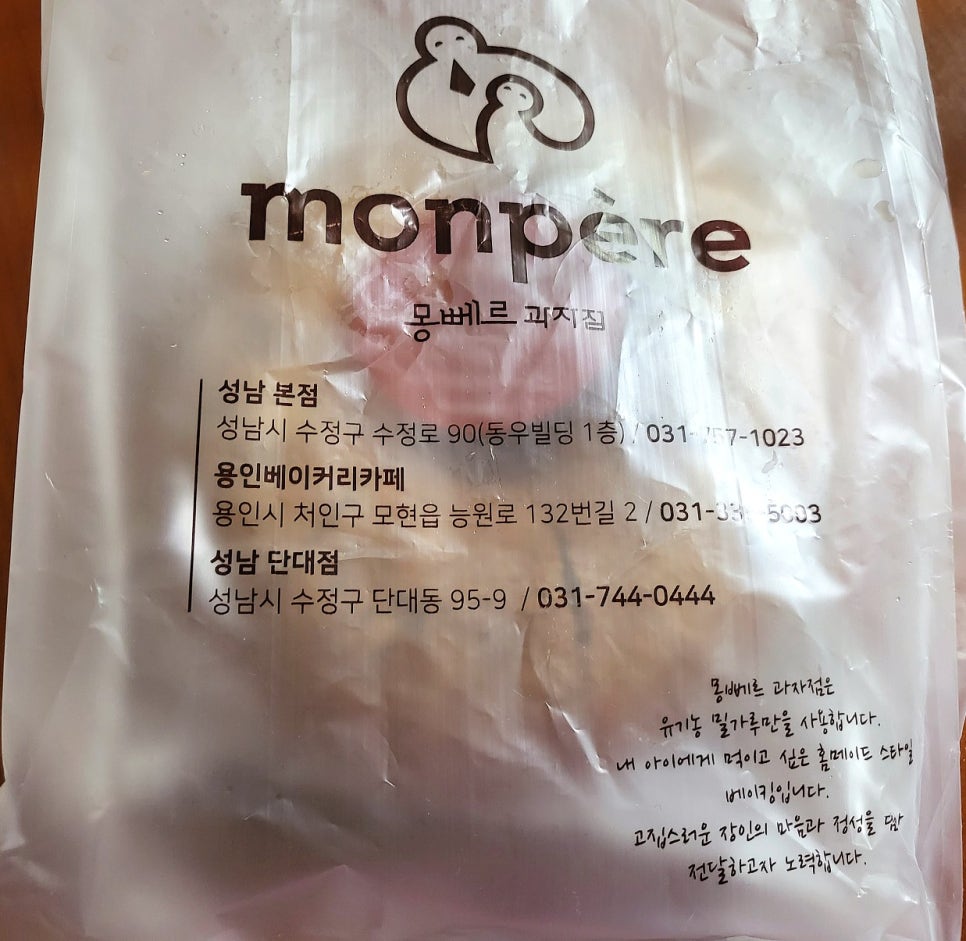 monpère
몽뻬르 과자점
성남 본점
성남시 수정구 수정로 90(동우빌딩 1층) /
용인베이커리카페
용인시 처인구 모현읍 능원로 132번길 2 /
성남 단대점
성남시 수정구 단대동 95-9 / 031-744-0444
몽뻬르 과자점은
유기농 밀가루만을 사용합니다.
내 아이에게 먹이고 싶은 홈메이드 스타일
베이킹입니다.
고집스러운 장인의 마음과 정성을 담아
전달하고자 노력합니다.